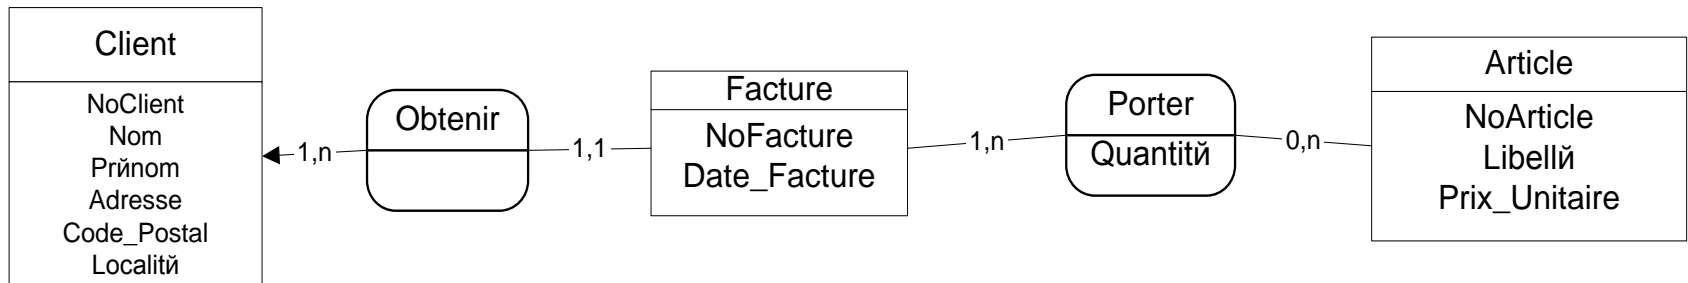 Client
NoClient
Nom
Prйnom
Adresse
Code_Postal
Localitй
1,n
Obtenir
1,1
Facture
NoFacture
Date_Facture
1,n
Porter
Quantitй
0,n
Article
NoArticle
Libellй
Prix_Unitaire